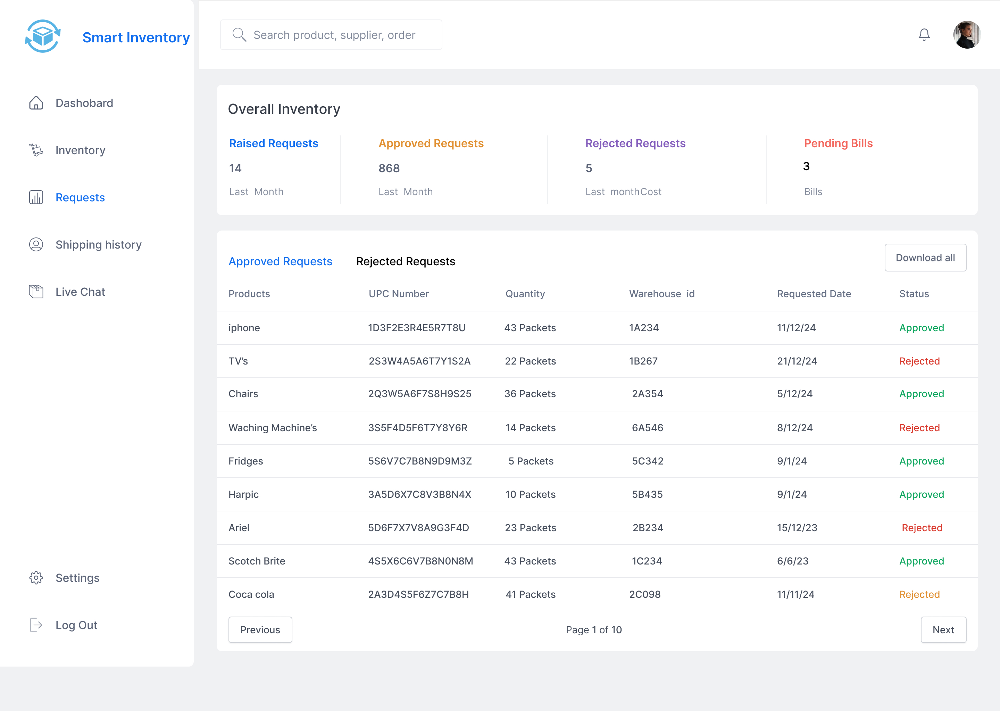 Smart Inventory
Search product, supplier, order
Dashobard
Inventory
Requests
Shipping history
Live Chat
Settings
Log Out
Overall Inventory
Raised Requests Approved Requests Rejected Requests Pending Bills
14 868 5 3
Last Month Last Month Last monthCost Bills
Approved Requests Rejected Requests Download all
Products UPC Number Quantity Warehouse id Requested Date Status
iphone 1D3F2E3R4E5R7T8U 43 Packets 1A234 11/12/24 Approved
TV’s 2S3W4A5A6T7Y1S2A 22 Packets 1B267 21/12/24 Rejected
Chairs 2Q3W5A6F7S8H9S25 36 Packets 2A354 5/12/24 Approved
Waching Machine’s 3S5F4D5F6T7Y8Y6R 14 Packets 6A546 8/12/24 Rejected
Fridges 5S6V7C7B8N9D9M3Z 5 Packets 5C342 9/1/24 Approved
Harpic 3A5D6X7C8V3B8N4X 10 Packets 5B435 9/1/24 Approved
Ariel 5D6F7X7V8A9G3F4D 23 Packets 2B234 15/12/23 Rejected
Scotch Brite 4S5X6C6V7B8N0N8M 43 Packets 1C234 6/6/23 Approved
Coca cola 2A3D4S5F6Z7C7B8H 41 Packets 2C098 11/11/24 Rejected
Previous Page 1 of 10 Next